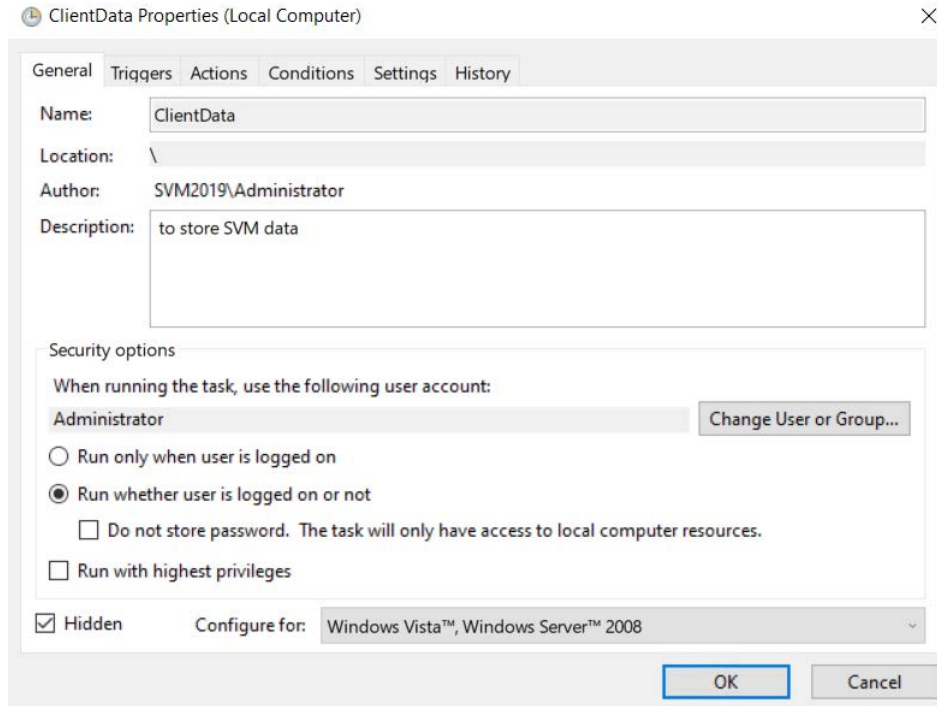 ClientData Properties (Local Computer)
General Triggers Actions Conditions Settings History
Name: ClientData
Location: \
Author: SVM2019\Administrator
Description: to store SVM data
Security options
When running the task, use the following user account:
Administrator Change User or Group...
Run only when user is logged on
Run whether user is logged on or not
Do not store password. The task will only have access to local computer resources.
Run with highest privileges
Hidden Configure for: Windows Vista™, Windows Server™ 2008
OK Cancel